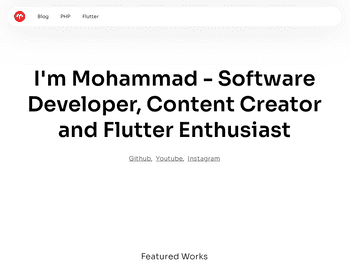 Blog PHP Flutter
I'm Mohammad - Software
Developer, Content Creator
and Flutter Enthusiast
Github, Youtube, Instagram
Featured Works